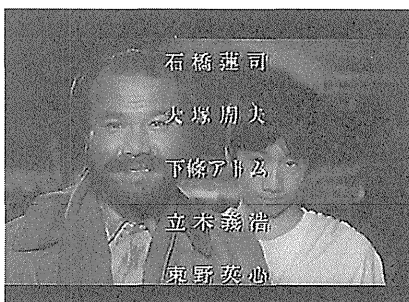 石橋蓮司
大塚周夫
下條アトム
立木義浩
東野英心